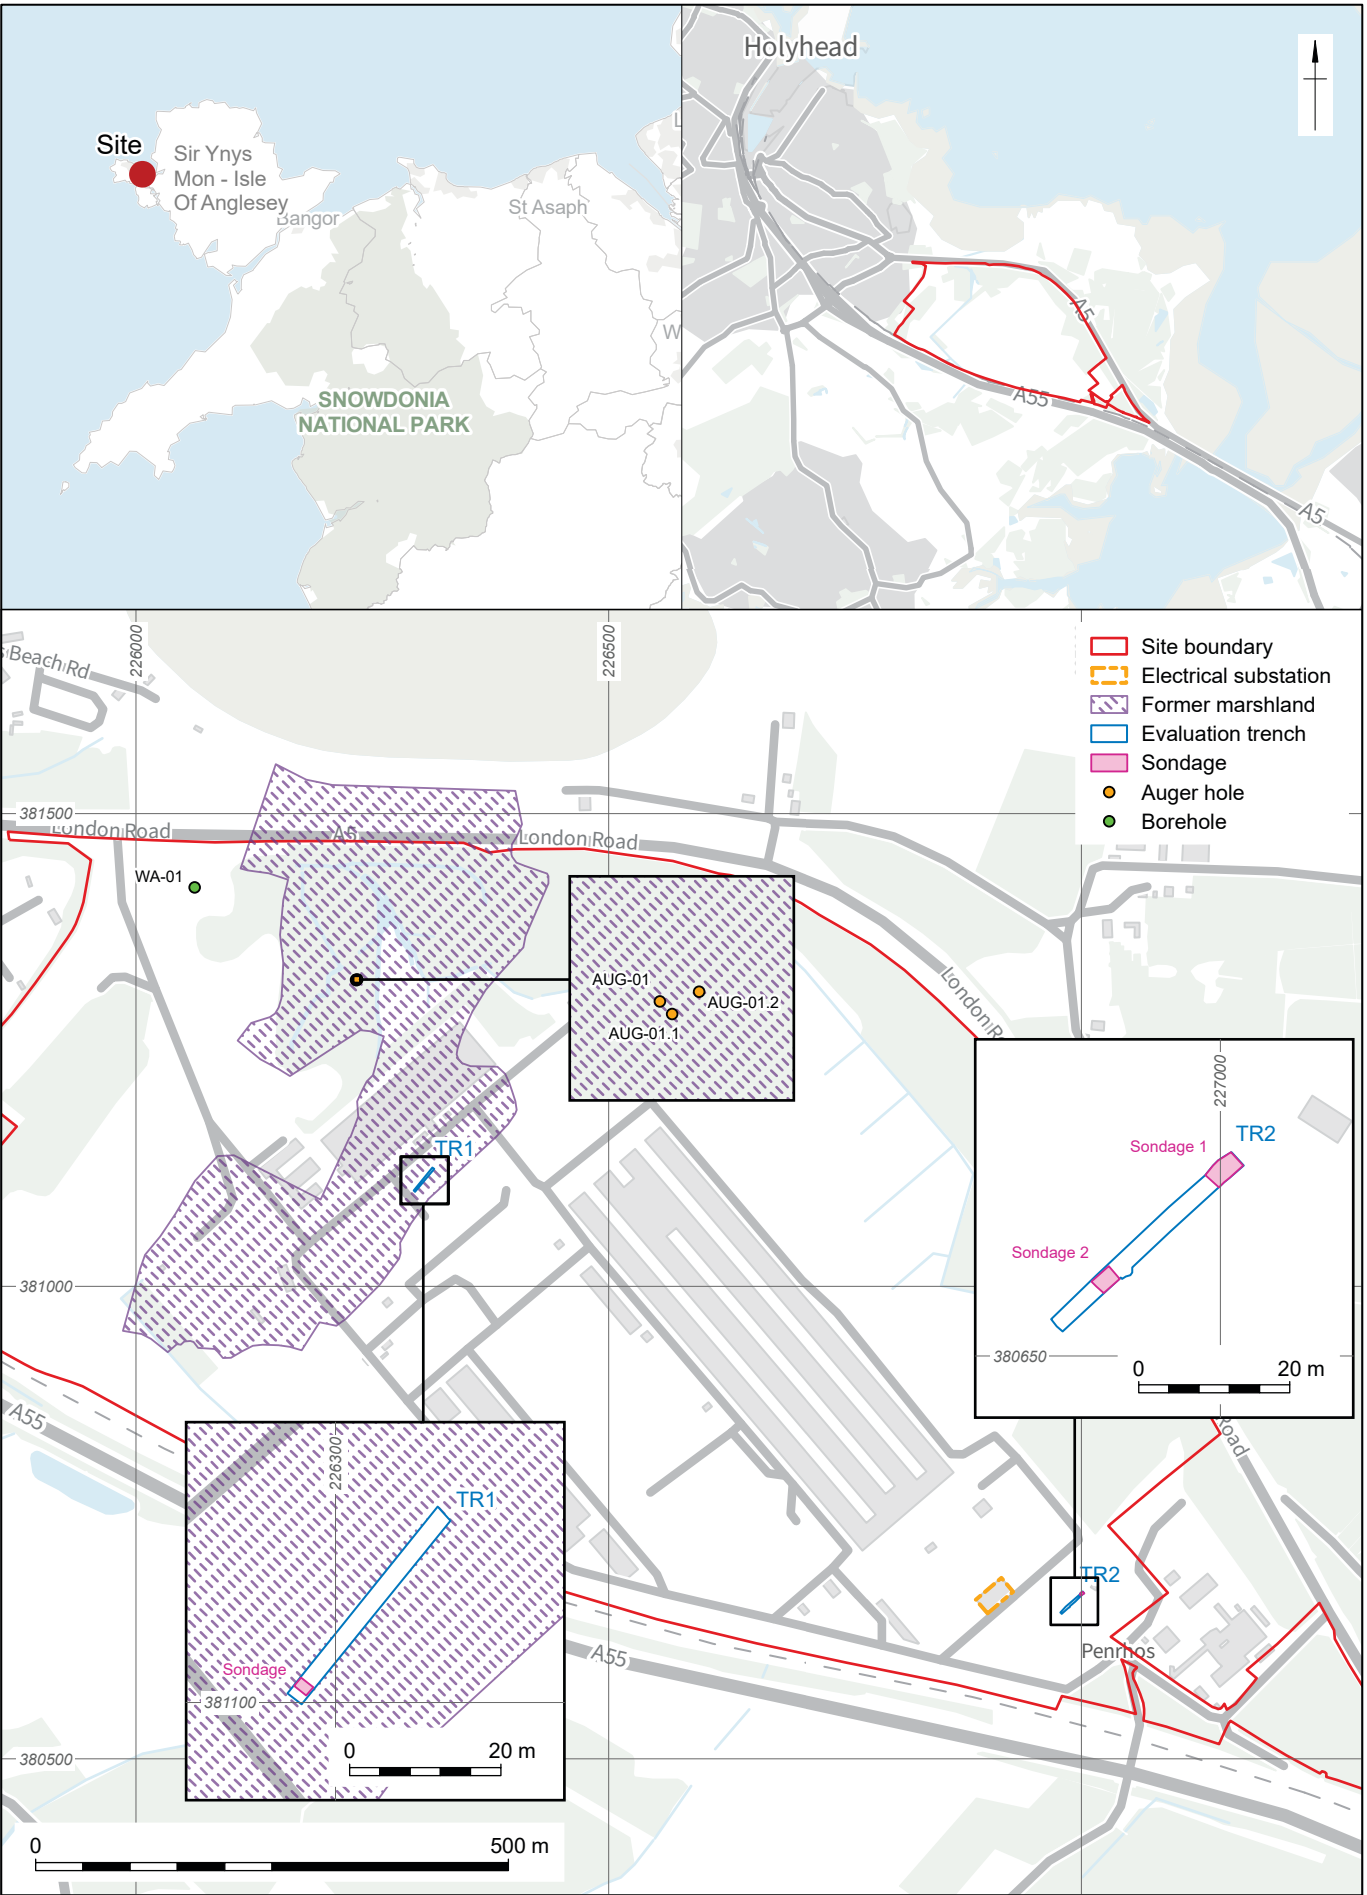 Holyhead
Site
Sir Ynys
Mon - Isle
Of Anglesey
Bangor
St Asaph
L
W
SNOWDONIA
NATIONAL PARK
A5
A55
A5
226000
226500
s Beach Rd
Site boundary
Electrical substation
Former marshland
Evaluation trench
Sondage
Auger hole
Borehole
381500
London Road
A5
London Road
WA-01
AUG-01
AUG-01.2
AUG-01.1
London Ro
TR1
227000
Sondage 1
TR2
Sondage 2
380650
0
20 m
381000
A55
Road
226300
TR1
Sondage
381100
0
20 m
TR2
Penrhos
A55
380500
0
500 m